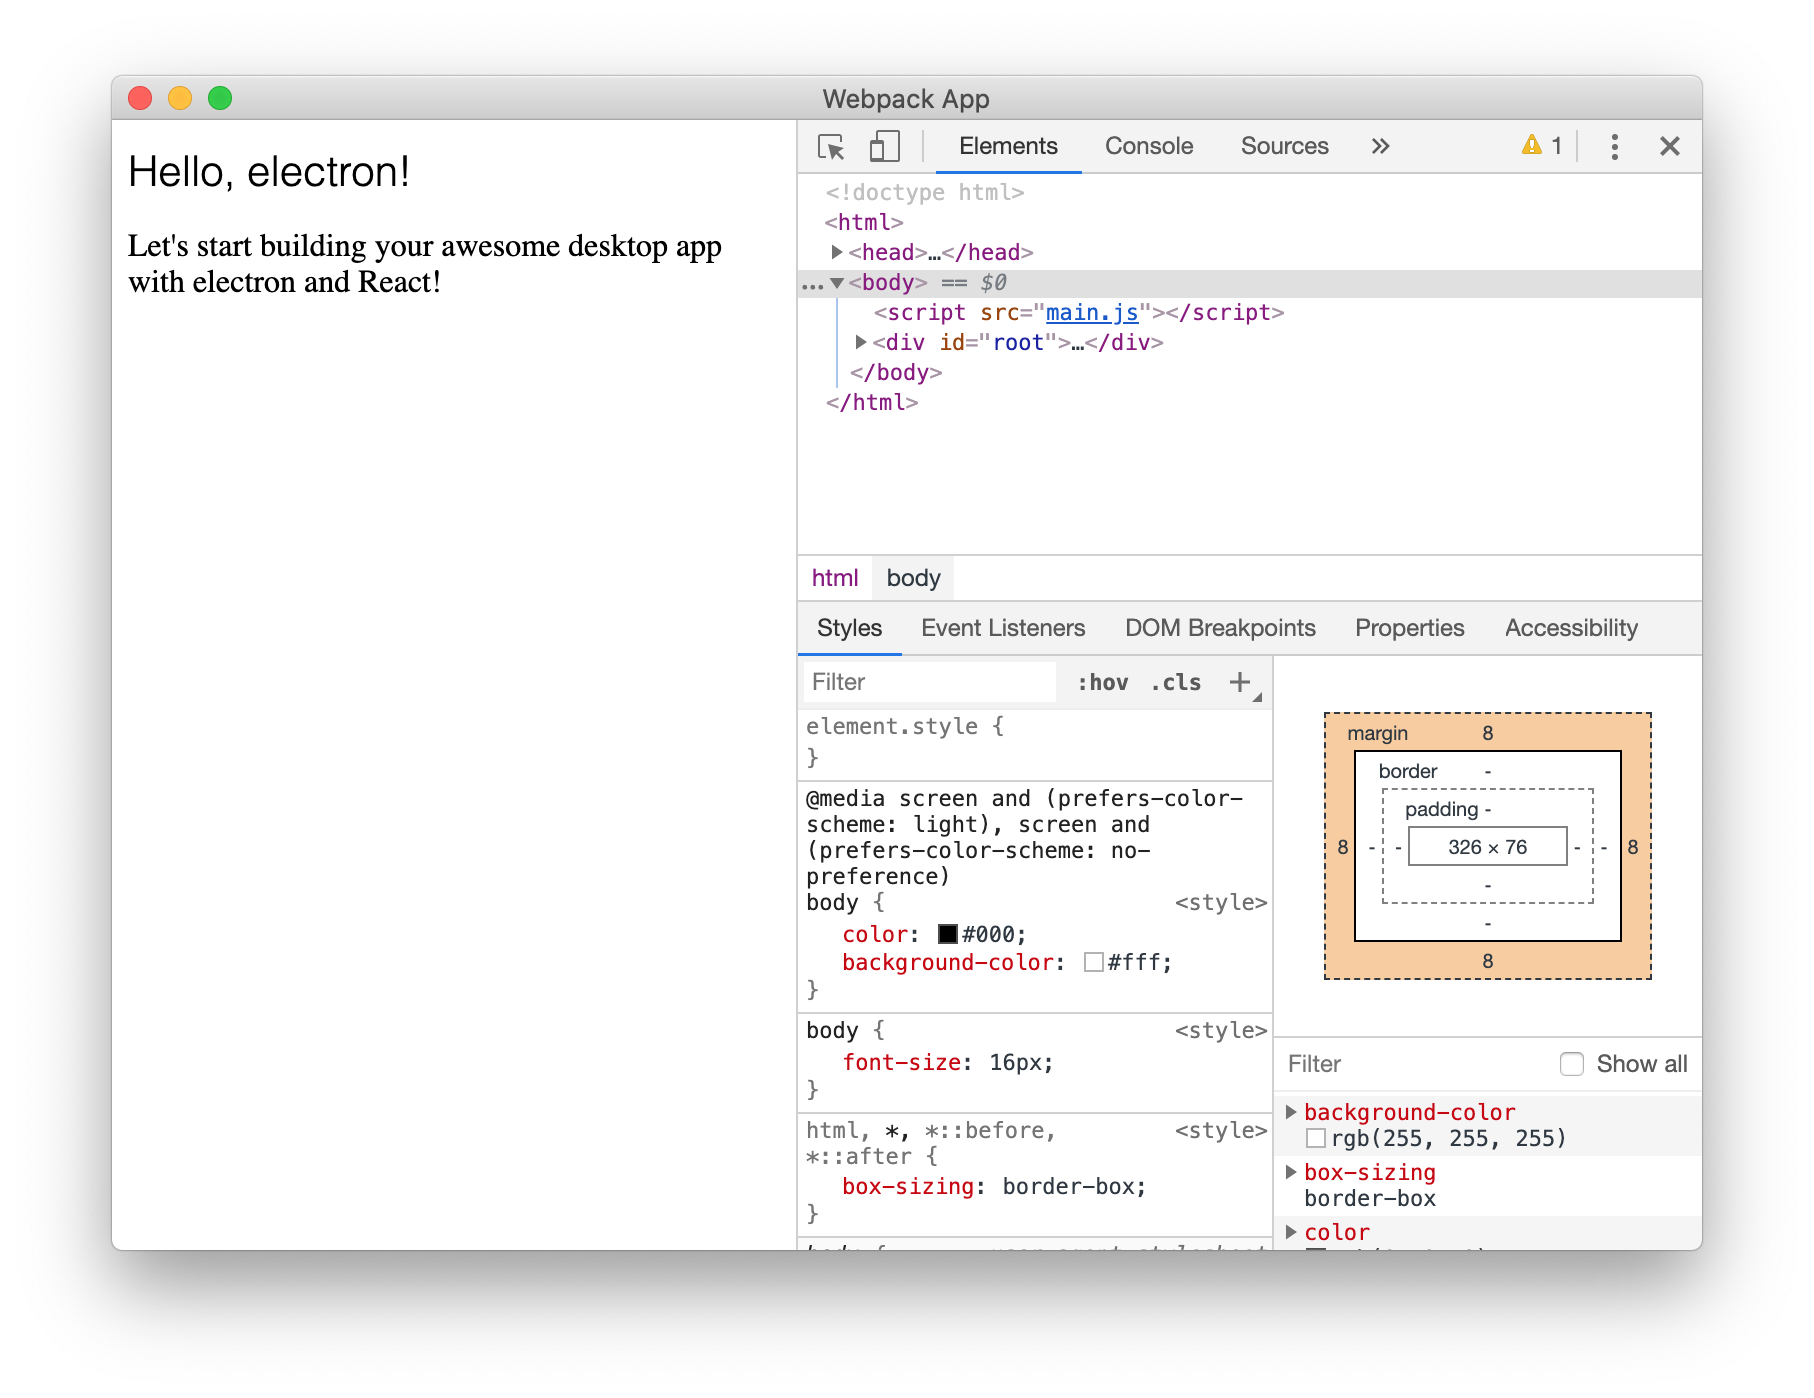 Webpack App
Hello, electron!
Let's start building your awesome desktop app
with electron and React!
Elements Console Sources 1
<!doctype html>
<html>
<head>…</head>
<body> == $0
<script src="main.js"></script>
<div id="root">…</div>
</body>
</html>
html body
Styles Event Listeners DOM Breakpoints Properties Accessibility
Filter :hov .cls +
element.style {
}
@media screen and (prefers-color-
scheme: light), screen and
(prefers-color-scheme: no-
preference)
body { <style>
color: #000;
background-color: #fff;
}
body { <style>
font-size: 16px;
}
html, *, *::before, <style>
*::after {
box-sizing: border-box;
}
body { user agent stylesheet
margin 8
border -
padding -
8 - - 326 × 76 - - 8
-
-
8
Filter Show all
background-color
rgb(255, 255, 255)
box-sizing
border-box
color